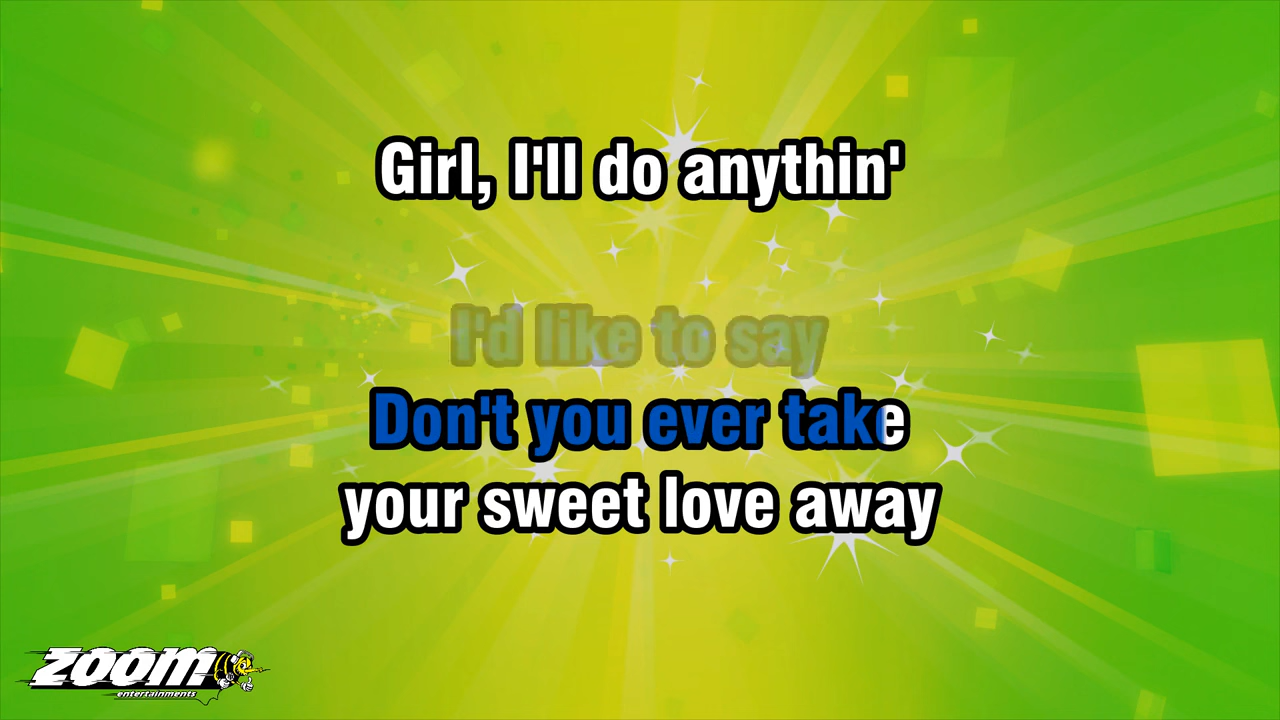 Girl, I'll do anythin'
I'd like to say
Don't you ever take
your sweet love away
ZOOM
entertainments